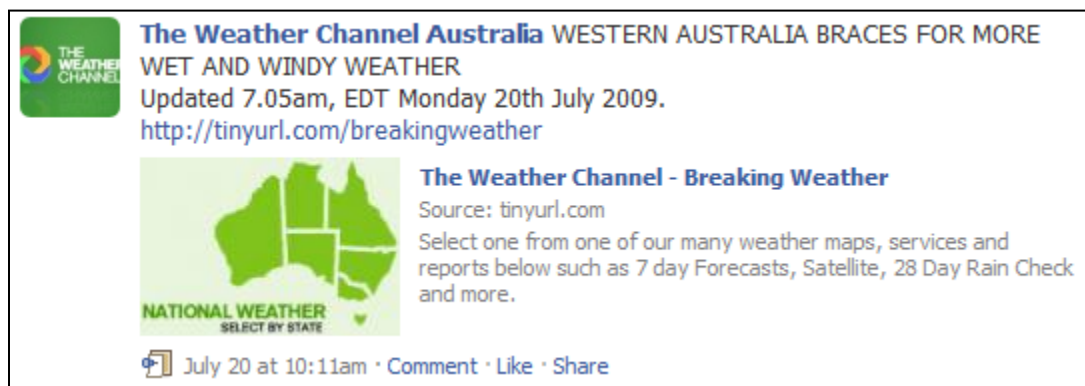 THE
WEATHER
CHANNEL
The Weather Channel Australia WESTERN AUSTRALIA BRACES FOR MORE
WET AND WINDY WEATHER
Updated 7.05am, EDT Monday 20th July 2009.
http://tinyurl.com/breakingweather
The Weather Channel - Breaking Weather
Source: tinyurl.com
Select one from one of our many weather maps, services and
reports below such as 7 day Forecasts, Satellite, 28 Day Rain Check
and more.
NATIONAL WEATHER
SELECT BY STATE
July 20 at 10:11am · Comment · Like · Share